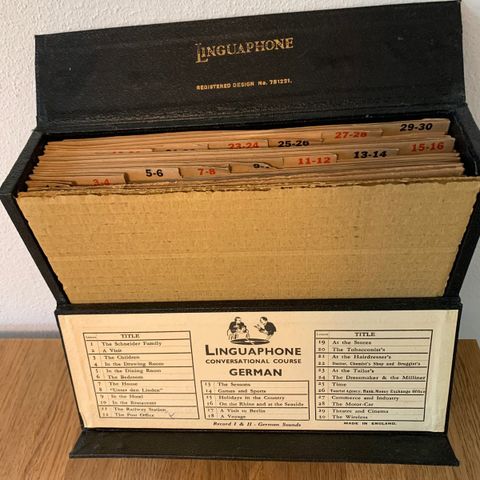 LINGUAPHONE
REGISTERED DESIGN No. 781291.
29-30
27-28
25-26
23-24
15-16
13-14
11-12
7-8
5-6
3-4
LINGUAPHONE
CONVERSATIONAL COURSE
GERMAN
Lesson TITLE
1 The Schneider Family
2 A Visit
3 The Children
4 In the Drawing Room
5 In the Dining Room
6 The Bedroom
7 The House
8 "Unter den Linden"
9 In the Hotel
10 In the Restaurant
11 The Railway Station
12 The Post Office
13 The Seasons
14 Games and Sports
15 Holidays in the Country
16 On the Rhine and at the Seaside
17 A Visit to Berlin
18 A Voyage
Record I & II - German Sounds
Lesson TITLE
19 At the Stores
20 The Tobacconist's
21 At the Hairdresser's
22 Doctor, Chemist's Shop and Druggist's
23 At the Tailor's
24 The Dressmaker & the Milliner
25 Time
26 Tourist Agency: Bank: Money Exchange Office
27 Commerce and Industry
28 The Motor-Car
29 Theatre and Cinema
30 The Wireless
MADE IN ENGLAND.